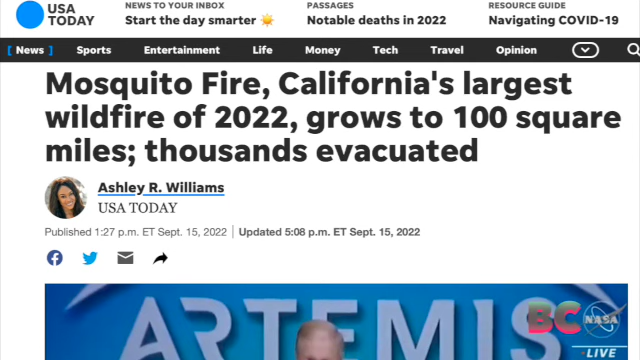 USA
TODAY
NEWS TO YOUR INBOX
Start the day smarter
PASSAGES
Notable deaths in 2022
RESOURCE GUIDE
Navigating COVID-19
[ News ] Sports Entertainment Life Money Tech Travel Opinion
Mosquito Fire, California's largest
wildfire of 2022, grows to 100 square
miles; thousands evacuated
Ashley R. Williams
USA TODAY
Published 1:27 p.m. ET Sept. 15, 2022 | Updated 5:08 p.m. ET Sept. 15, 2022
ARTEMIS
BC
NASA
LIVE